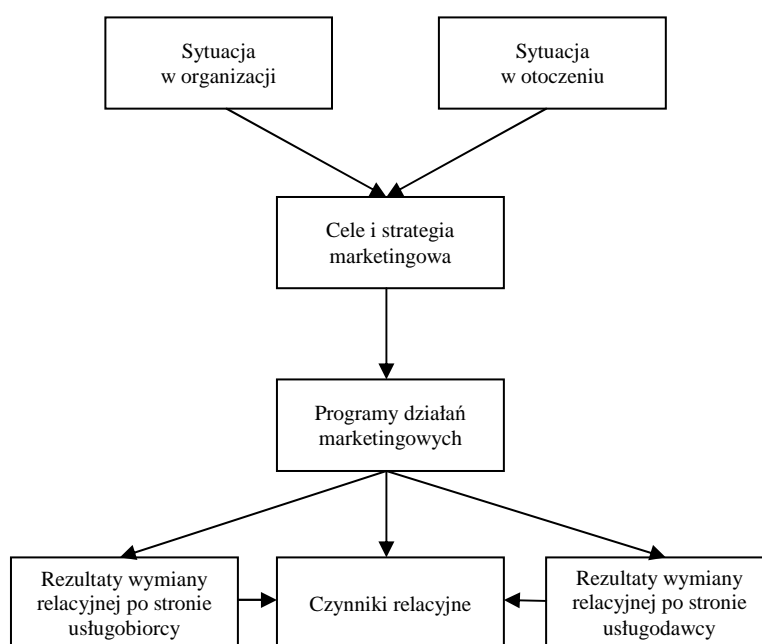 Sytuacja
w organizacji
Sytuacja
w otoczeniu
Cele i strategia
marketingowa
Programy działań
marketingowych
Rezultaty wymiany
relacyjnej po stronie
usługobiorcy
Czynniki relacyjne
Rezultaty wymiany
relacyjnej po stronie
usługodawcy